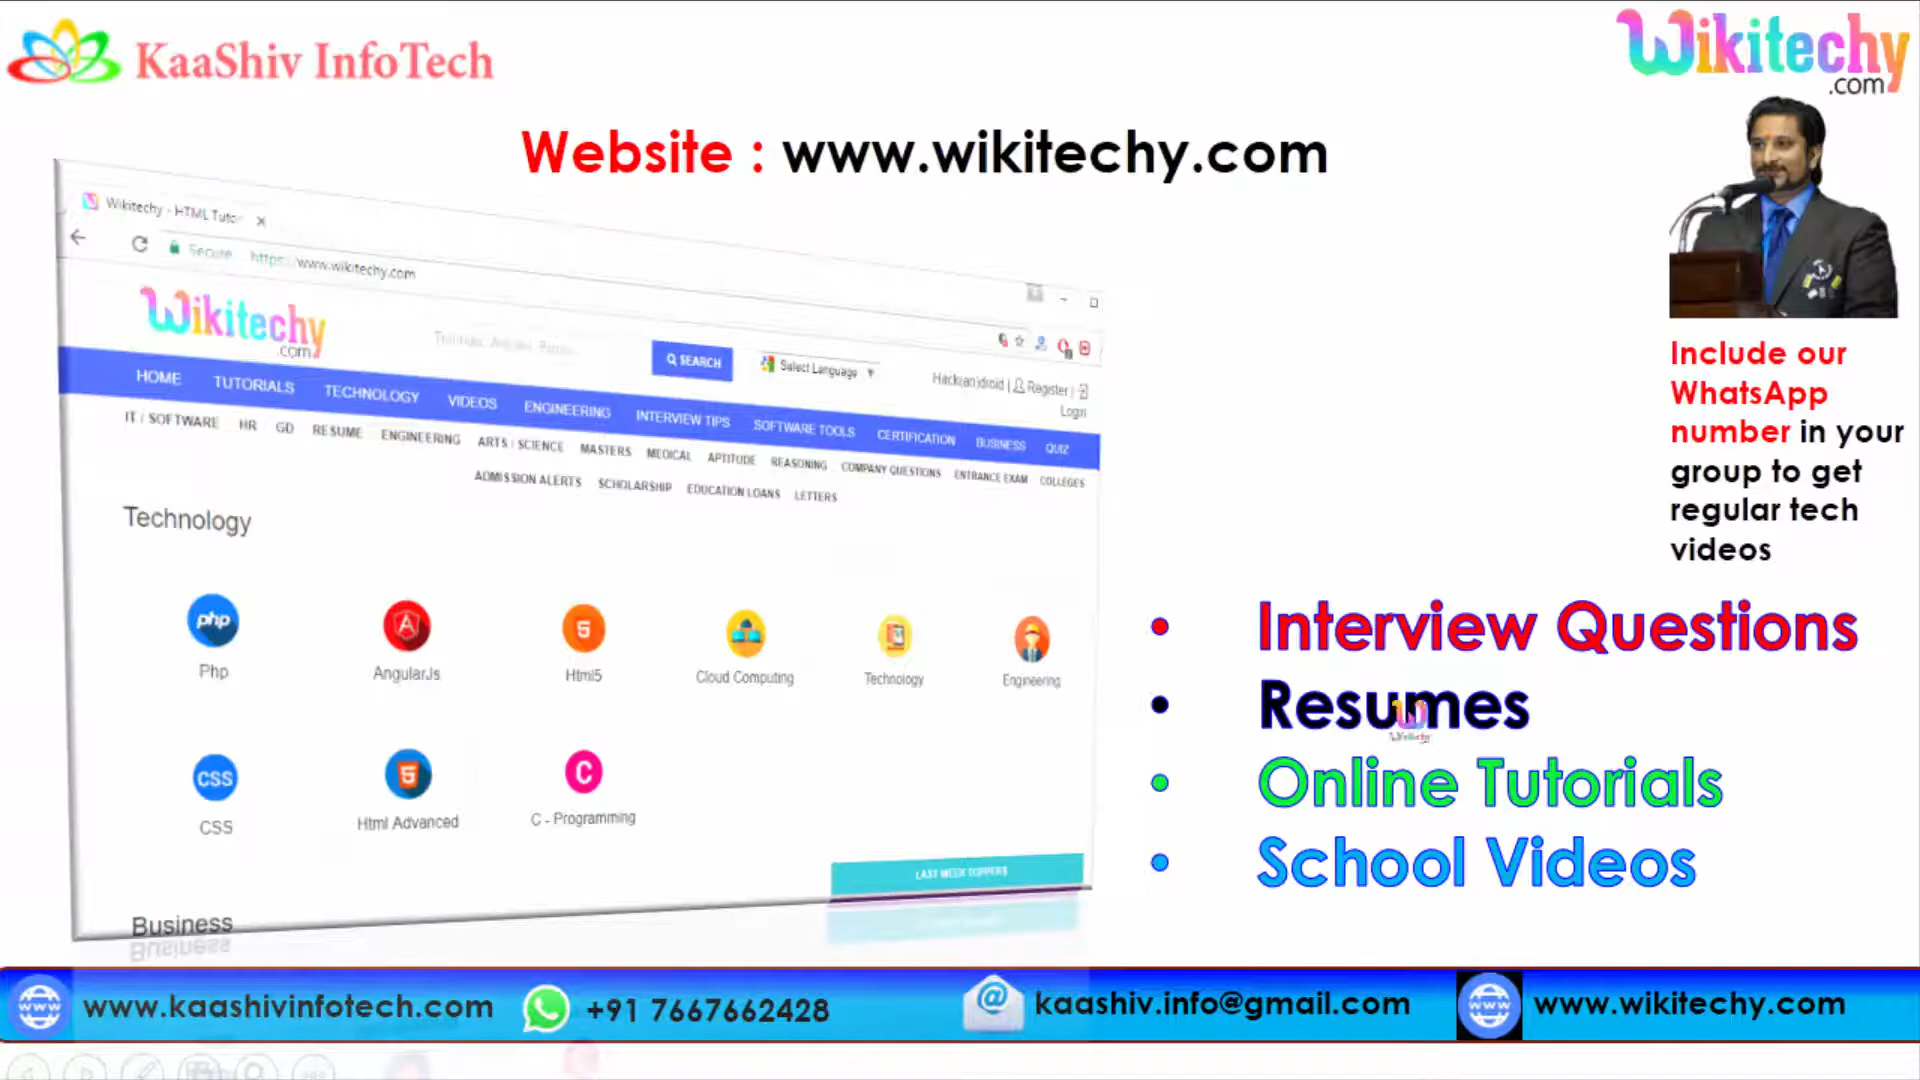 KaaShiv InfoTech
Wikitechy
.com
Website : www.wikitechy.com
Wikitechy - HTML Tuto
Secure https://www.wikitechy.com
Wikitechy
.com
SEARCH
Select Language
Hack(an)droid | Register |
Login
HOME TUTORIALS TECHNOLOGY VIDEOS ENGINEERING INTERVIEW TIPS SOFTWARE TOOLS CERTIFICATION BUSINESS QUIZ
IT / SOFTWARE HR GD RESUME ENGINEERING ARTS / SCIENCE MASTERS MEDICAL APTITUDE REASONING COMPANY QUESTIONS ENTRANCE EXAM COLLEGES
ADMISSION ALERTS SCHOLARSHIP EDUCATION LOANS LETTERS
Technology
php
Php
AngularJs
Html5
Cloud Computing
Technology
Engineering
CSS
CSS
Html Advanced
C
C - Programming
LAST WEEK TOPPERS
Business
Include our
WhatsApp
number in your
group to get
regular tech
videos
• Interview Questions
• Resumes
Wikitechy
• Online Tutorials
• School Videos
www.kaashivinfotech.com
+91 7667662428
kaashiv.info@gmail.com
www.wikitechy.com